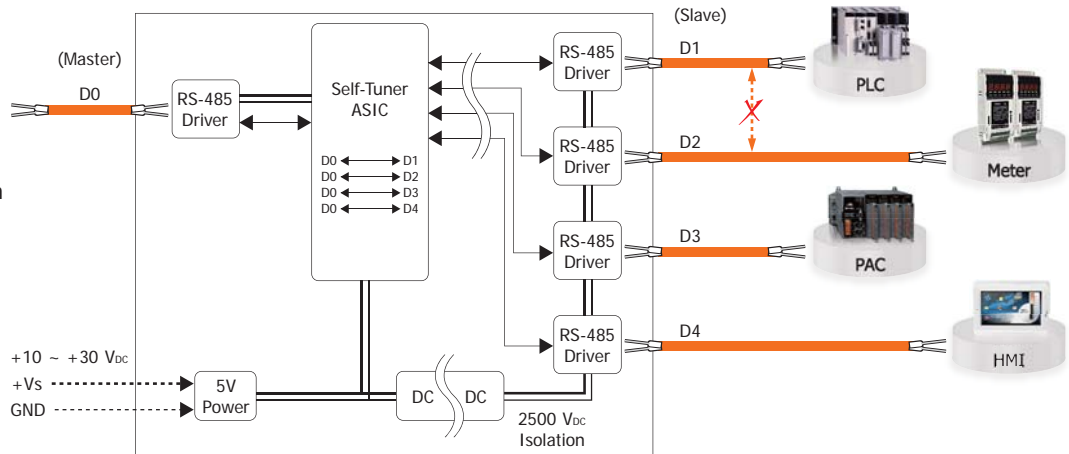 (Master)
D0
RS-485
Driver
Self-Tuner
ASIC
D0 D1
D0 D2
D0 D3
D0 D4
(Slave)
RS-485
Driver
D1
PLC
RS-485
Driver
D2
Meter
RS-485
Driver
D3
PAC
RS-485
Driver
D4
HMI
+10 ~ +30 VDC
+Vs
GND
5V
Power
DC DC
2500 VDC
Isolation